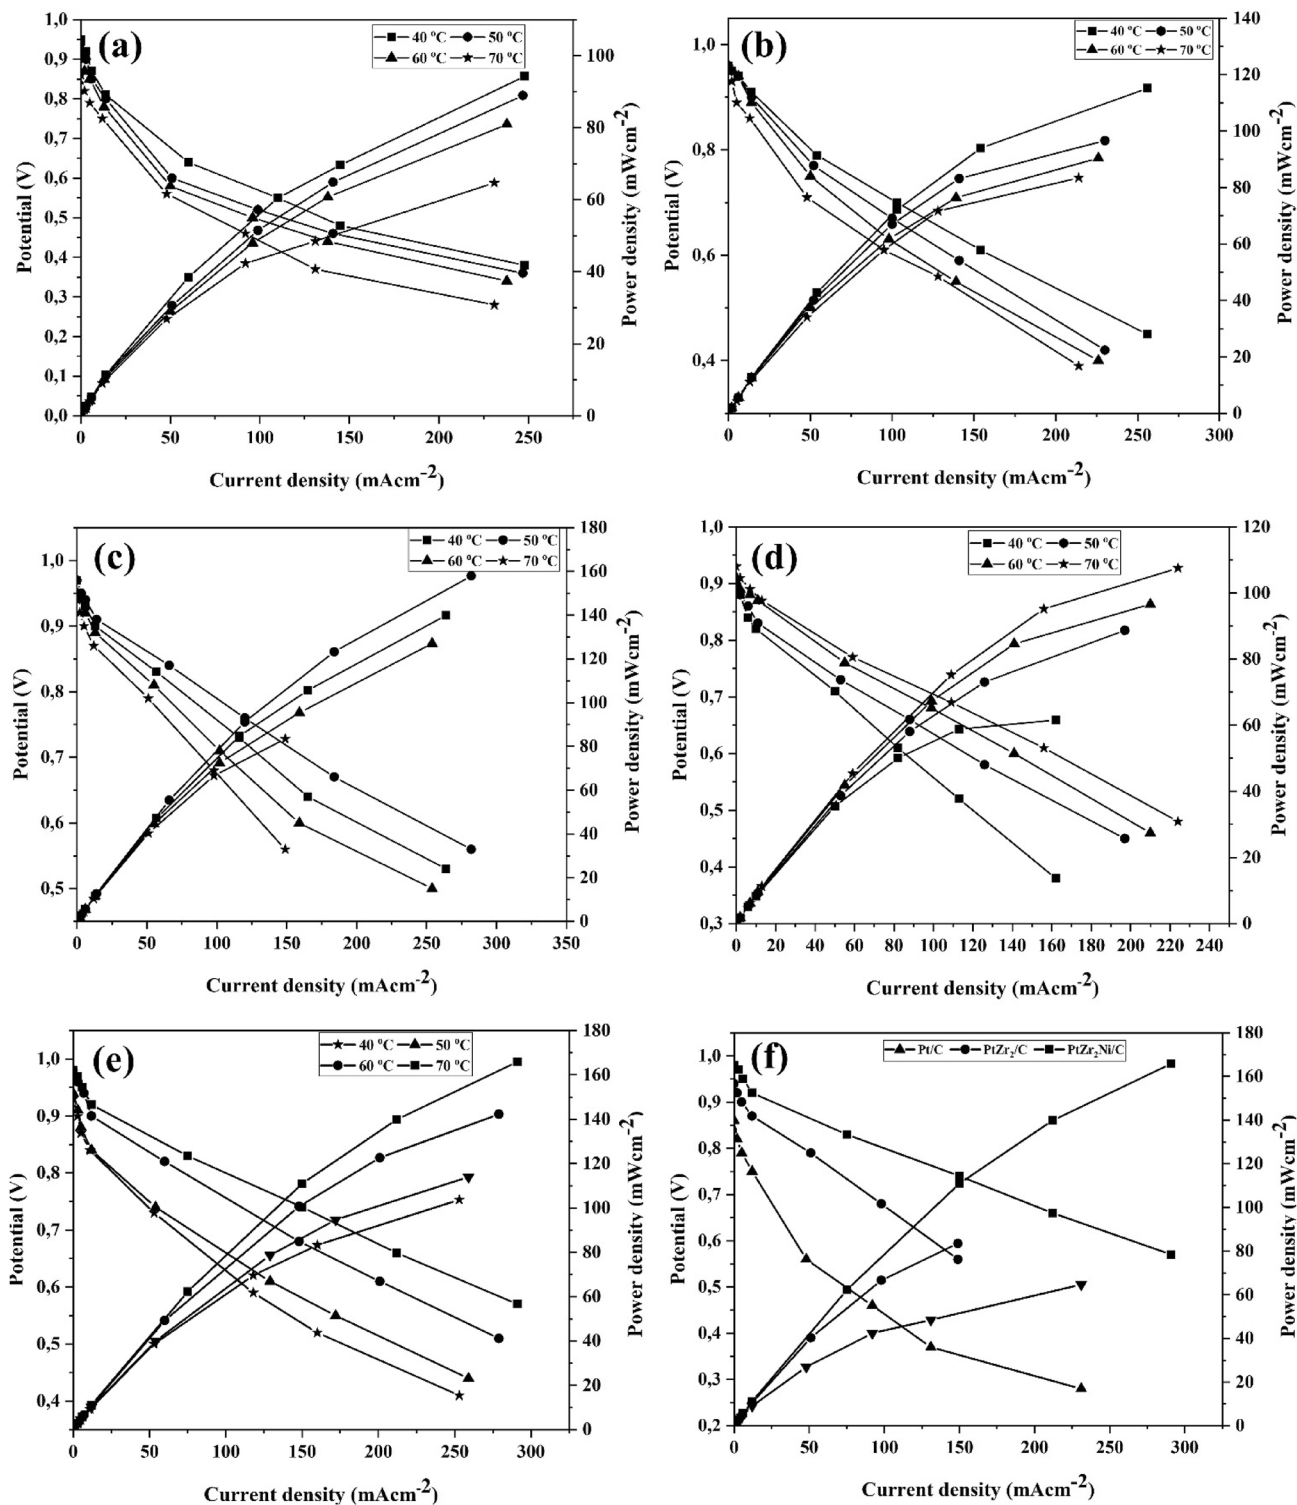 (a)
40 ºC 50 ºC
60 ºC 70 ºC
1,0
0,9
0,8
0,7
0,6
0,5
0,4
0,3
0,2
0,1
0,0
Potential (V)
0 50 100 150 200 250
Current density (mAcm-2)
100
80
60
40
20
0
Power density (mWcm-2)
(b)
40 ºC 50 ºC
60 ºC 70 ºC
1,0
0,8
0,6
0,4
Potential (V)
0 50 100 150 200 250 300
Current density (mAcm-2)
140
120
100
80
60
40
20
0
Power density (mWcm-2)
(c)
40 ºC 50 ºC
60 ºC 70 ºC
1,0
0,9
0,8
0,7
0,6
0,5
Potential (V)
0 50 100 150 200 250 300 350
Current density (mAcm-2)
180
160
140
120
100
80
60
40
20
0
Power density (mWcm-2)
(d)
40 ºC 50 ºC
60 ºC 70 ºC
1,0
0,9
0,8
0,7
0,6
0,5
0,4
0,3
Potential (V)
0 20 40 60 80 100 120 140 160 180 200 220 240
Current density (mAcm-2)
120
100
80
60
40
20
0
Power density (mWcm-2)
(e)
40 ºC 50 ºC
60 ºC 70 ºC
1,0
0,9
0,8
0,7
0,6
0,5
0,4
Potential (V)
0 50 100 150 200 250 300
Current density (mAcm-2)
180
160
140
120
100
80
60
40
20
0
Power density (mWcm-2)
(f)
Pt/C PtZr2/C PtZr2Ni/C
1,0
0,9
0,8
0,7
0,6
0,5
0,4
0,3
0,2
Potential (V)
0 50 100 150 200 250 300
Current density (mAcm-2)
180
160
140
120
100
80
60
40
20
0
Power density (mWcm-2)